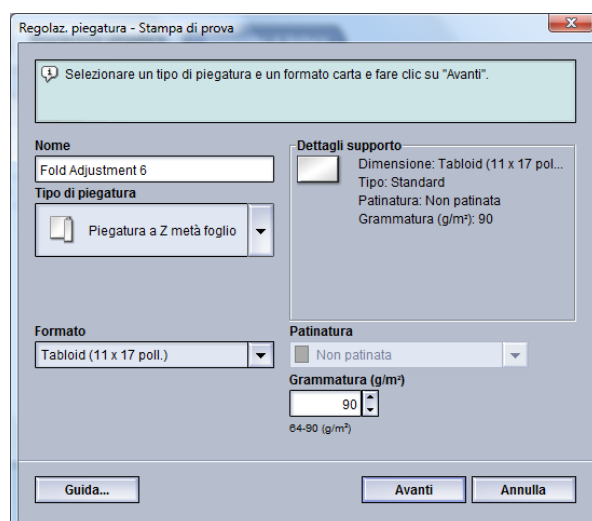 Regolaz. piegatura - Stampa di prova
Selezionare un tipo di piegatura e un formato carta e fare clic su "Avanti".
Nome
Fold Adjustment 6
Tipo di piegatura
Piegatura a Z metà foglio
Dettagli supporto
Dimensione: Tabloid (11 x 17 pol...
Tipo: Standard
Patinatura: Non patinata
Grammatura (g/m²): 90
Formato
Tabloid (11 x 17 poll.)
Patinatura
Non patinata
Grammatura (g/m²)
90
64-90 (g/m²)
Guida...
Avanti
Annulla